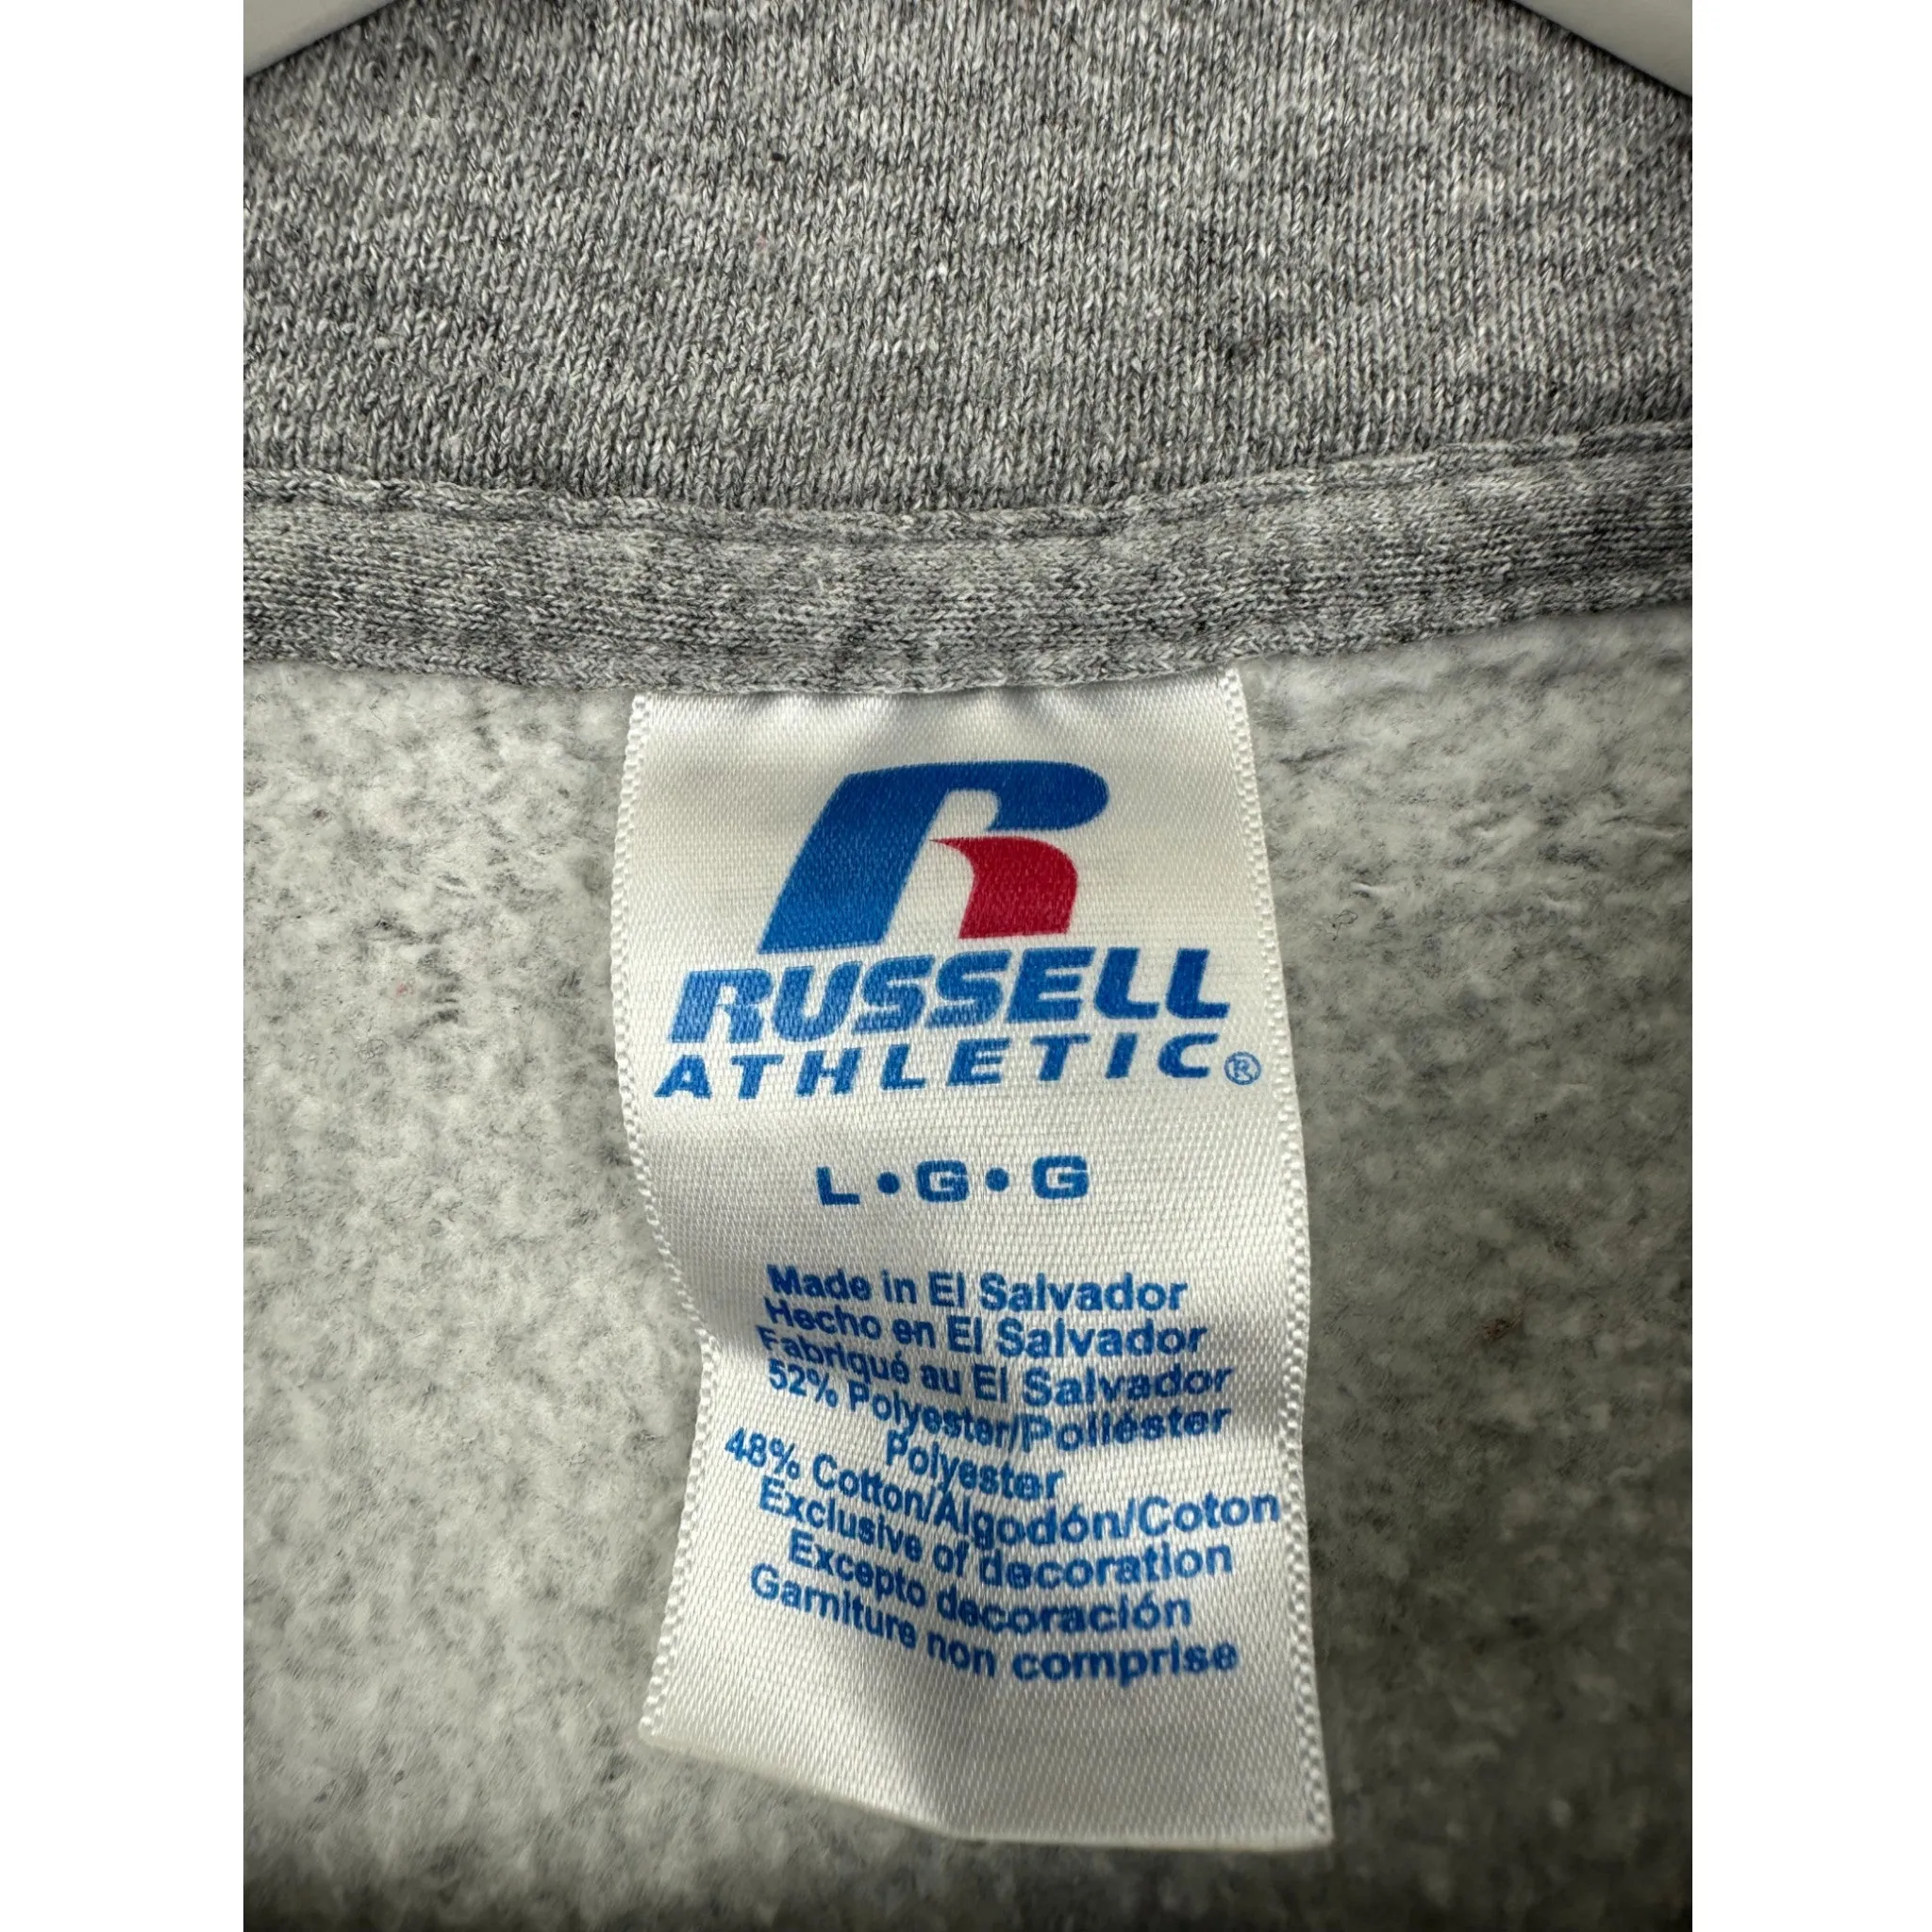 R
RUSSELL
ATHLETIC®
L•G•G
Made in El Salvador
Hecho en El Salvador
Fabriqué au El Salvador
52% Polyester/Poliéster
Polyester
48% Cotton/Algodón/Coton
Exclusive of decoration
Excepto decoración
Garniture non comprise